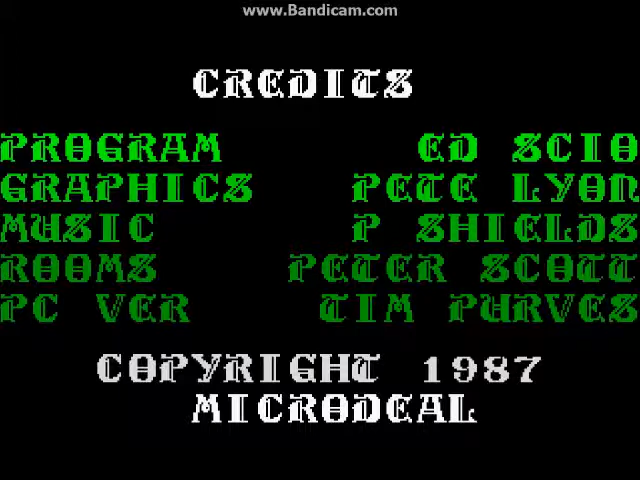 www.Bandicam.com
CREDITS
PROGRAM ED SCIO
GRAPHICS PETE LYON
MUSIC P SHIELDS
ROOMS PETER SCOTT
PC VER TIM PURVES
COPYRIGHT 1987
MICRODEAL